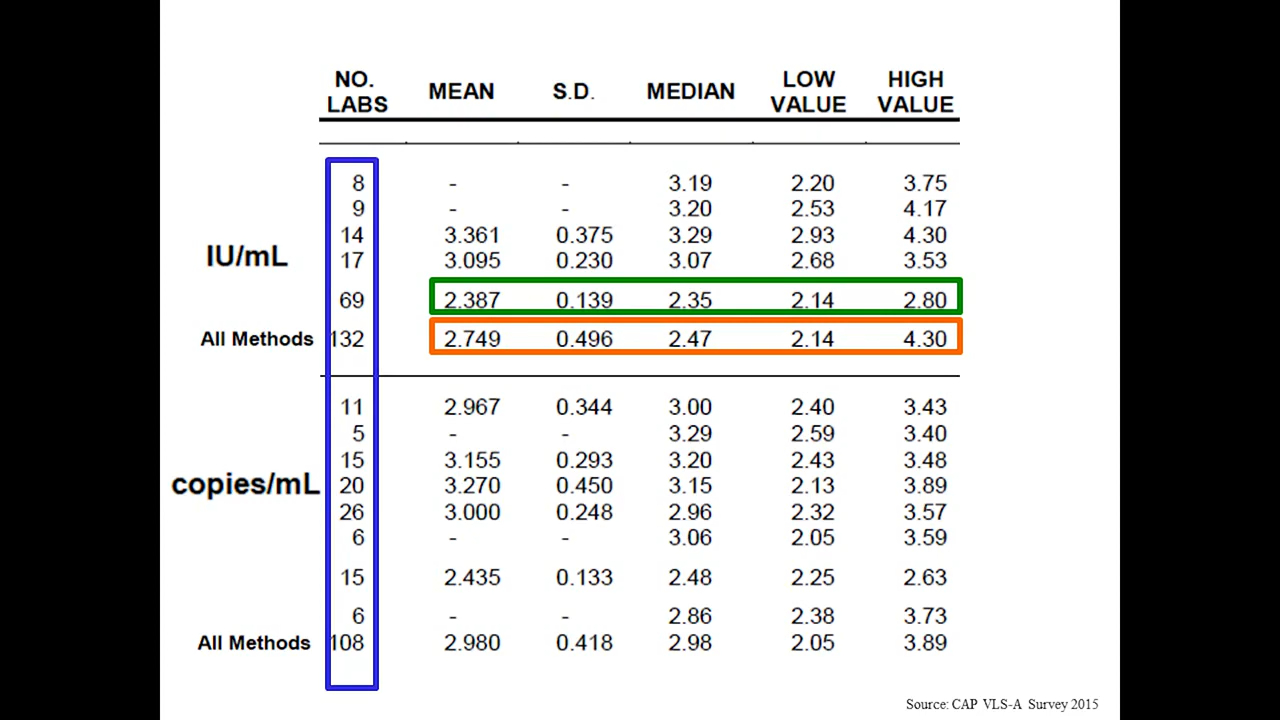 NO. LABS MEAN S.D. MEDIAN LOW VALUE HIGH VALUE
IU/mL
8 - - 3.19 2.20 3.75
9 - - 3.20 2.53 4.17
14 3.361 0.375 3.29 2.93 4.30
17 3.095 0.230 3.07 2.68 3.53
69 2.387 0.139 2.35 2.14 2.80
All Methods 132 2.749 0.496 2.47 2.14 4.30
copies/mL
11 2.967 0.344 3.00 2.40 3.43
5 - - 3.29 2.59 3.40
15 3.155 0.293 3.20 2.43 3.48
20 3.270 0.450 3.15 2.13 3.89
26 3.000 0.248 2.96 2.32 3.57
6 - - 3.06 2.05 3.59
15 2.435 0.133 2.48 2.25 2.63
6 - - 2.86 2.38 3.73
All Methods 108 2.980 0.418 2.98 2.05 3.89
Source: CAP VLS-A Survey 2015